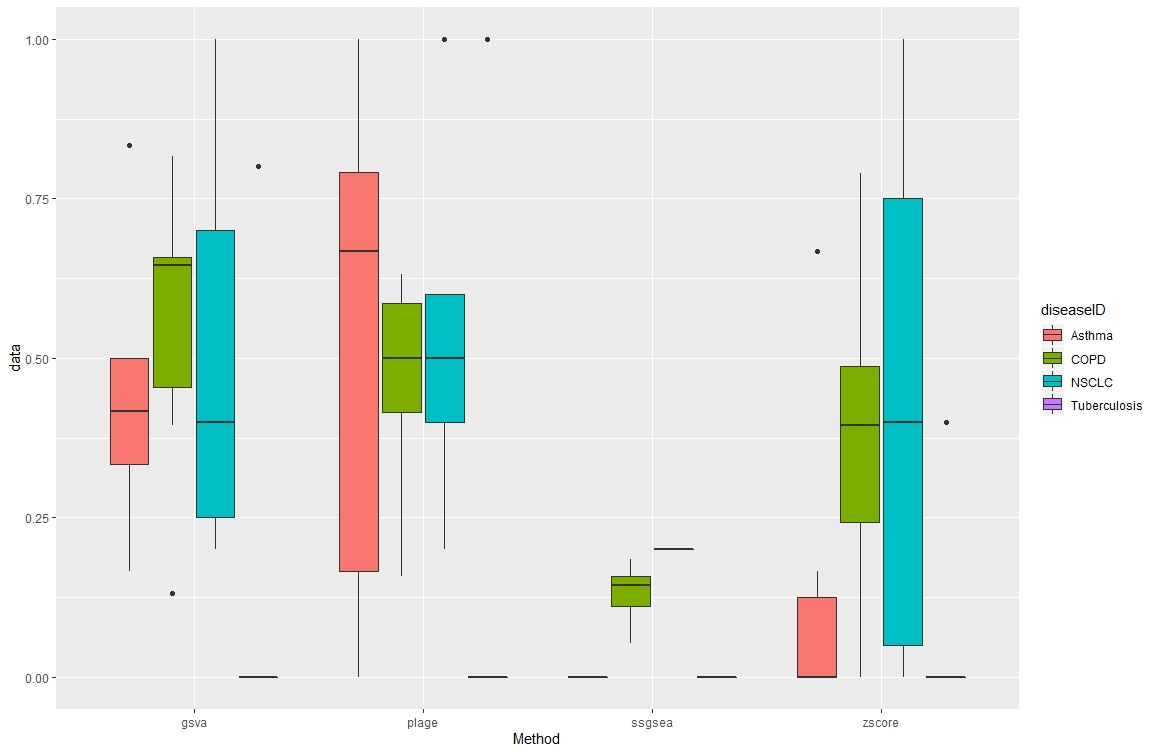 1.00
0.75
0.50
0.25
0.00
data
gsva plage ssgsea zscore
Method
diseaseID
Asthma
COPD
NSCLC
Tuberculosis